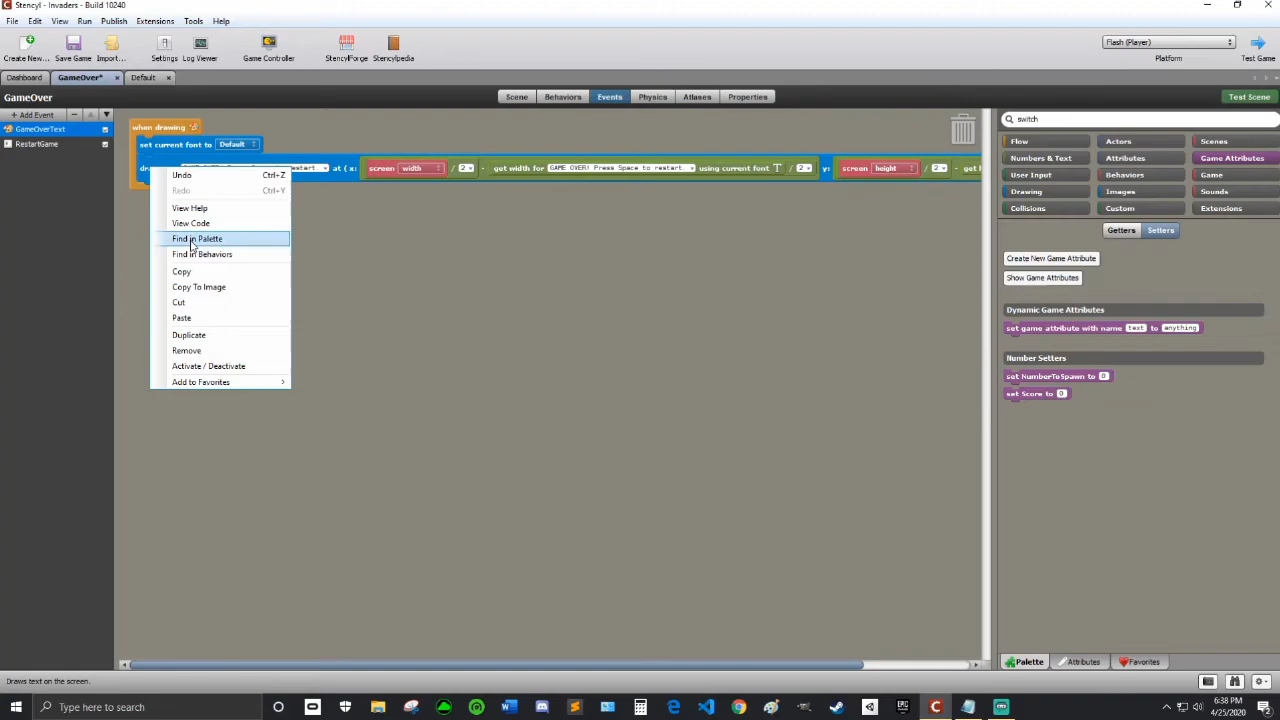 Stencyl - Invaders - Build 10240
File Edit View Run Publish Extensions Tools Help
Create New... Save Game Import... Settings Log Viewer Game Controller StencylForge Stencylpedia Flash (Player) Platform Test Game
Dashboard GameOver* × Default ×
GameOver Scene Behaviors Events Physics Atlases Properties Test Scene
+ Add Event
GameOverText
RestartGame
when drawing
set current font to Default
restart. at ( x: screen width / 2 - get width for GAME OVER! Press Space to restart. using current font T / 2 y: screen height / 2 -
Undo Ctrl+Z
Redo Ctrl+Y
View Help
View Code
Find in Palette
Find in Behaviors
Copy
Copy To Image
Cut
Paste
Duplicate
Remove
Activate / Deactivate
Add to Favorites
switch
Flow Actors Scenes
Numbers & Text Attributes Game Attributes
User Input Behaviors Game
Drawing Images Sounds
Collisions Custom Extensions
Getters Setters
Create New Game Attribute
Show Game Attributes
Dynamic Game Attributes
set game attribute with name text to anything
Number Setters
set NumberToSpawn to 0
set Score to 0
Palette Attributes Favorites
Draws text on the screen.
Type here to search
6:38 PM
4/25/2020